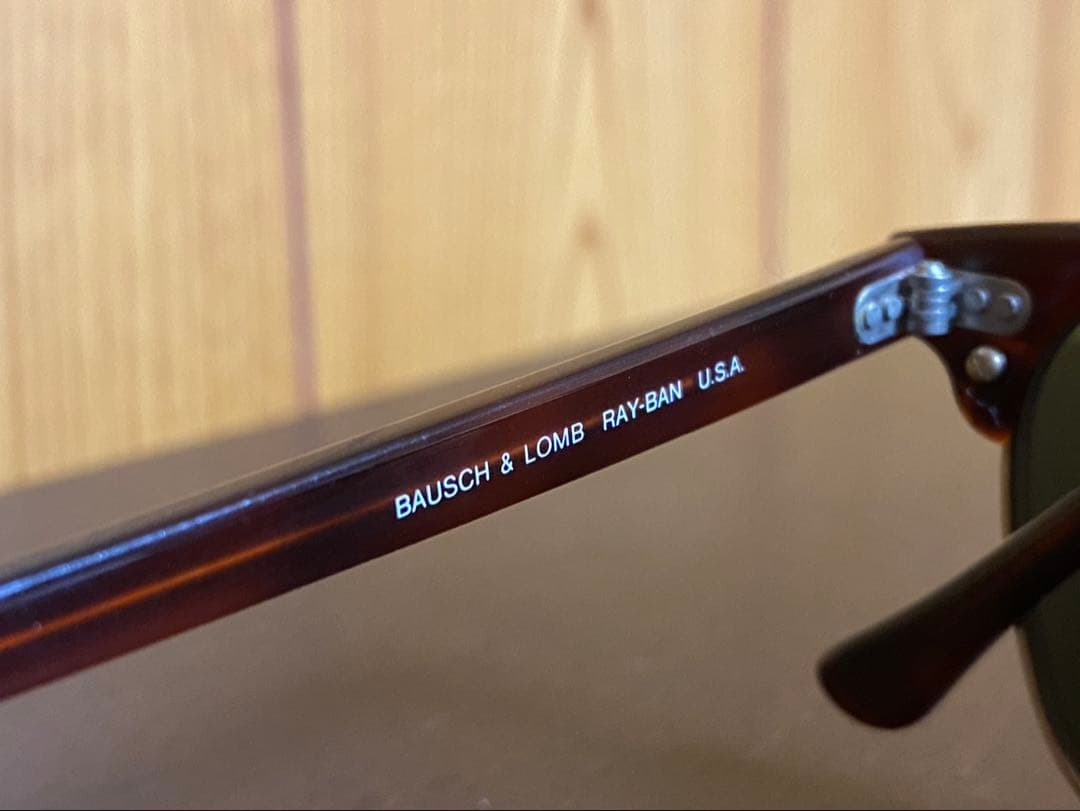 BAUSCH & LOMB RAY-BAN U.S.A.